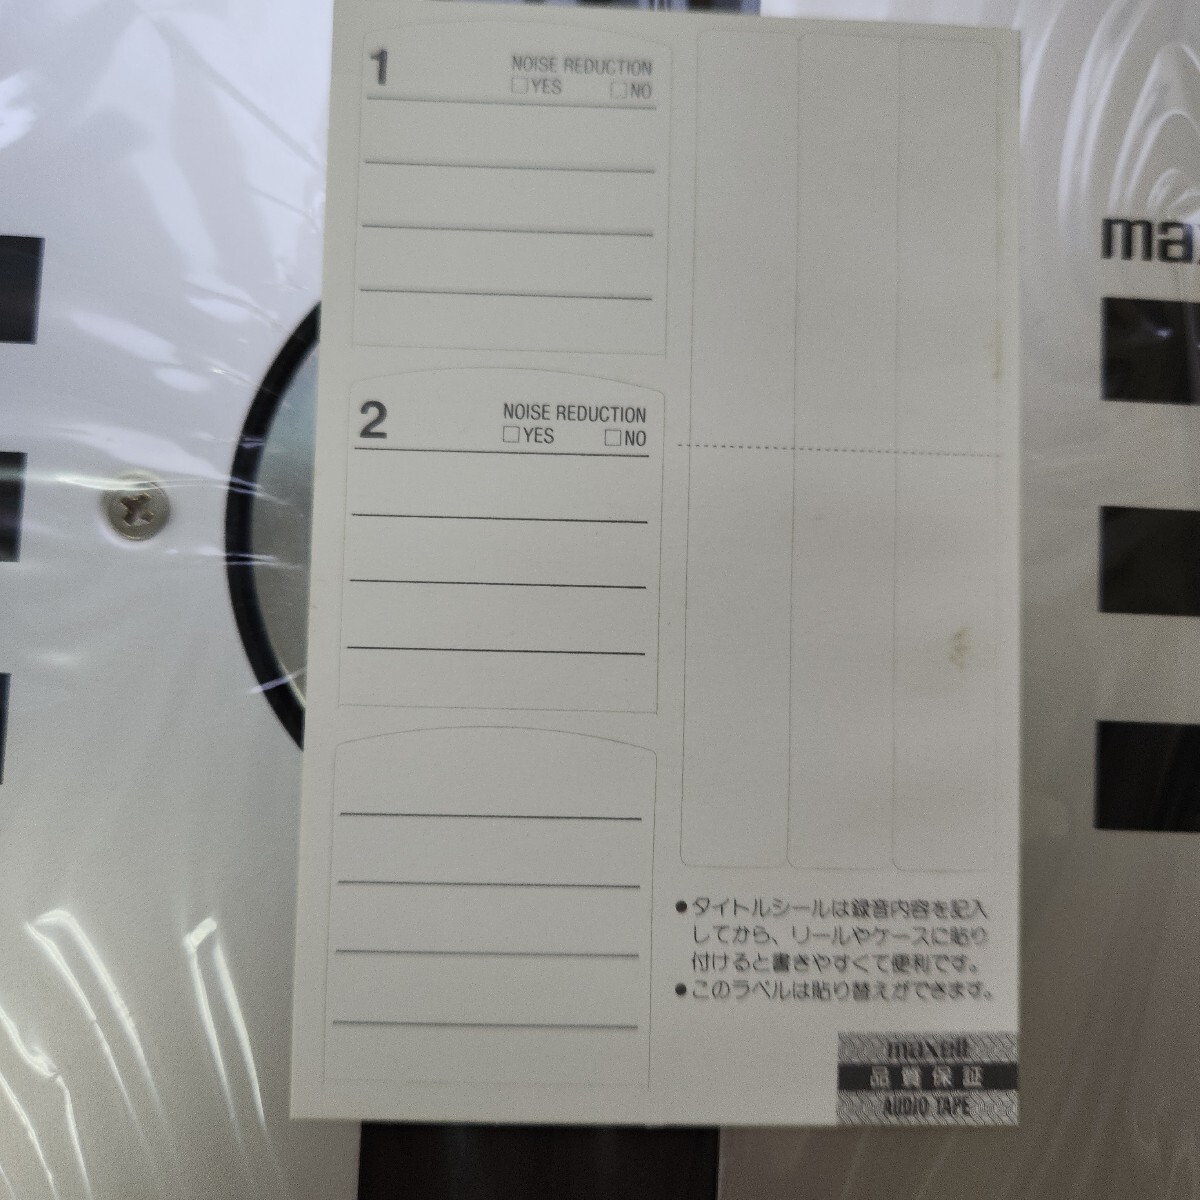 1
NOISE REDUCTION
□YES □NO
2
NOISE REDUCTION
□YES □NO
●タイトルシールは録音内容を記入
してから、リールやケースに貼り
付けると書きやすくて便利です。
●このラベルは貼り替えができます。
maxell
品質保証
AUDIO TAPE
max